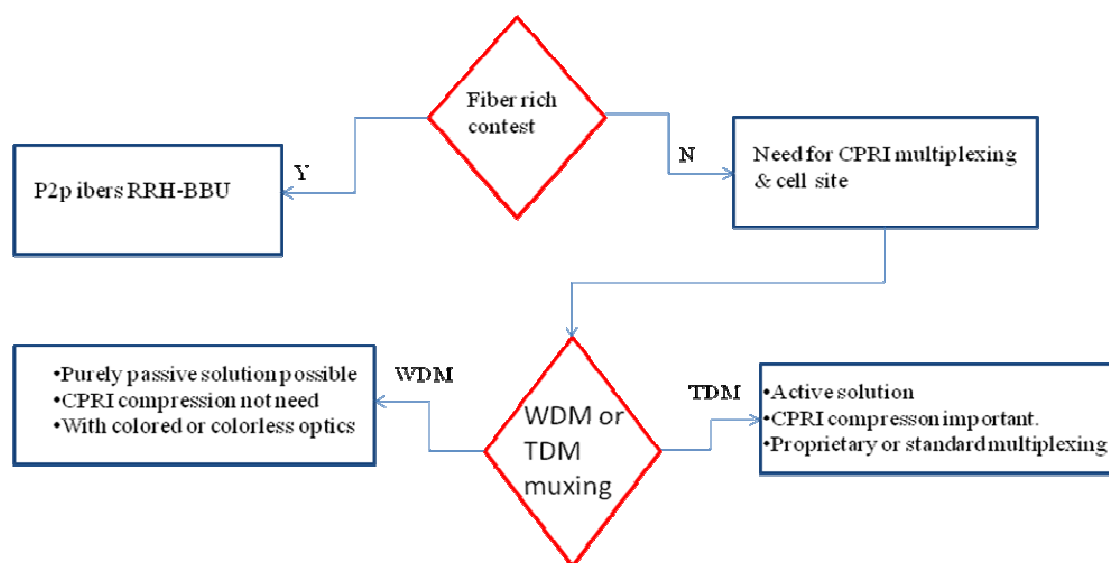 Fiber rich
contest
Y
N
P2p ibers RRH-BBU
Need for CPRI multiplexing
& cell site
WDM
TDM
•Purely passive solution possible
•CPRI compression not need
•With colored or colorless optics
WDM or
TDM
muxing
•Active solution
•CPRI compresson important.
•Proprietary or standard multiplexing